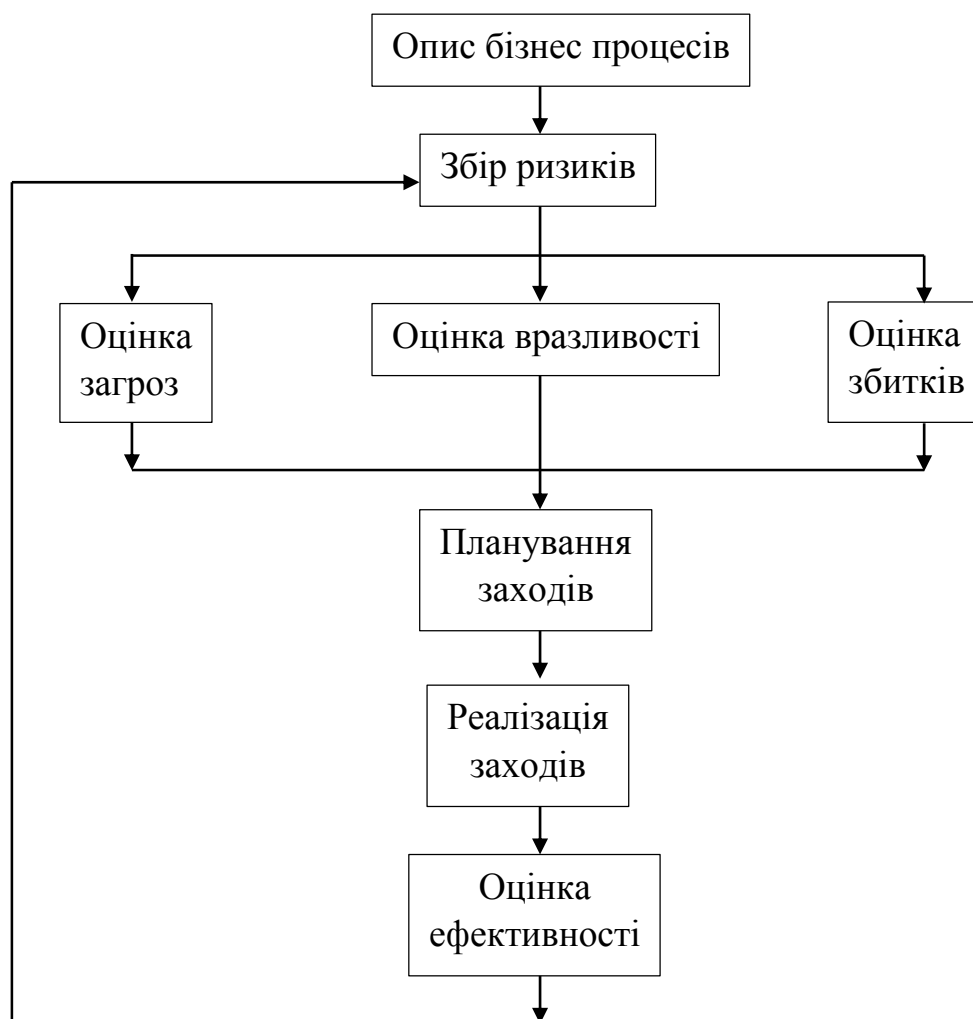 Опис бізнес процесів
Збір ризиків
Оцінка
загроз
Оцінка вразливості
Оцінка
збитків
Планування
заходів
Реалізація
заходів
Оцінка
ефективності